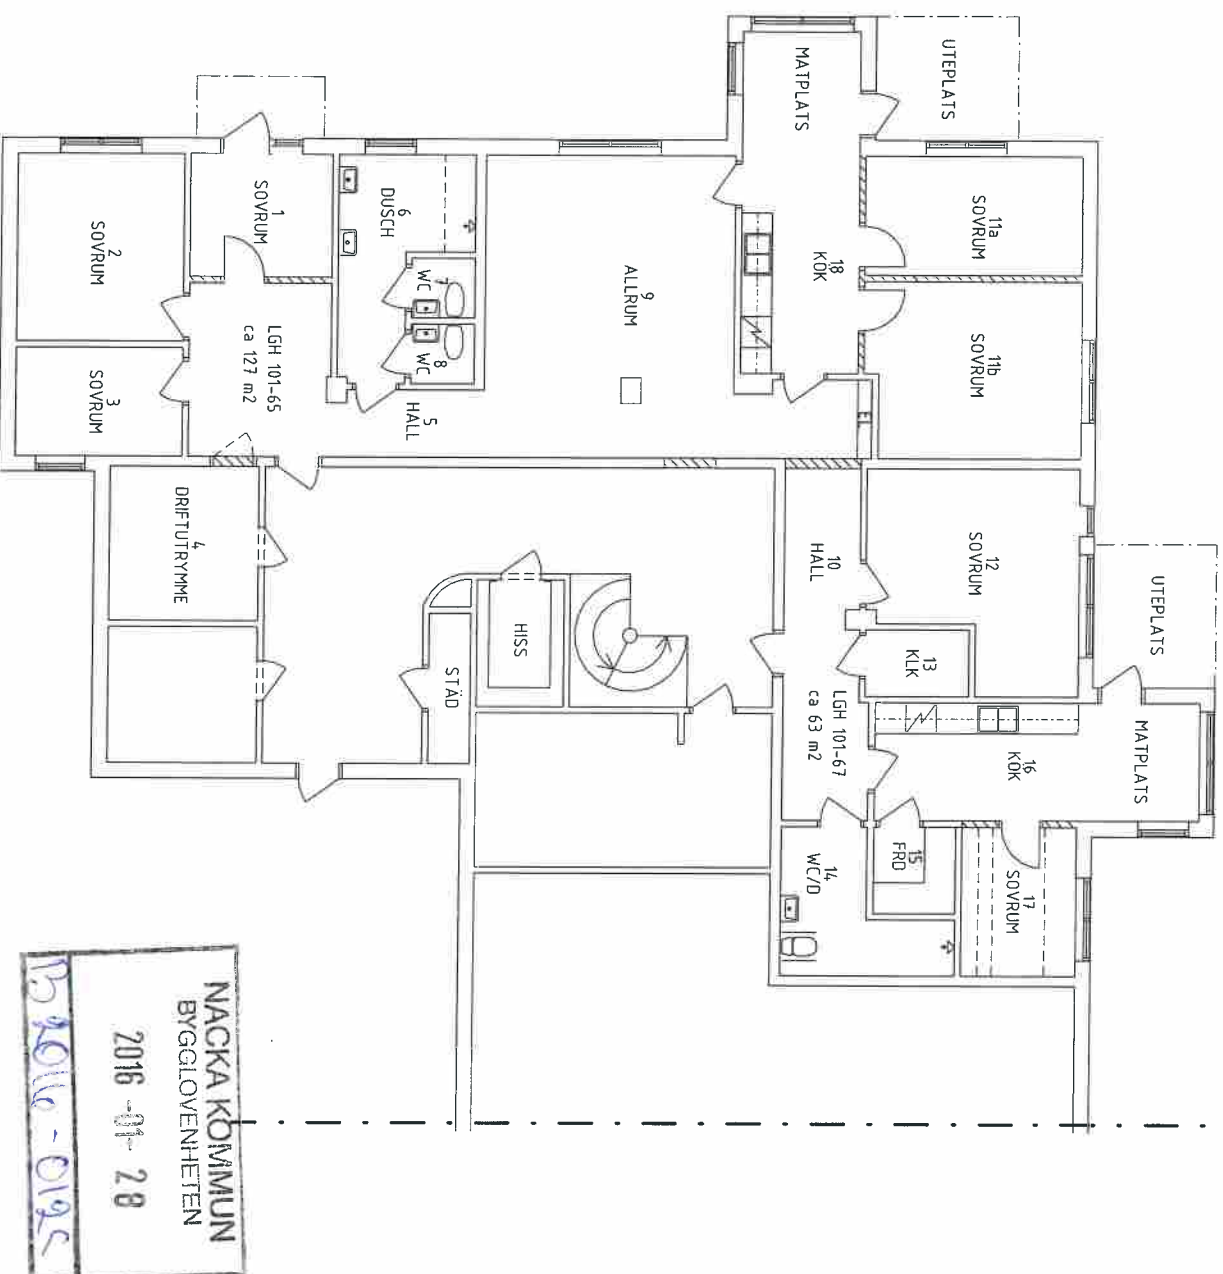 UTEPLATS
MATPLATS
UTEPLATS
11a
SOVRUM
11b
SOVRUM
12
SOVRUM
13
KLK
16
KÖK
17
SOVRUM
15
FRD
MATPLATS
18
KÖK
10
HALL
LGH 101-67
ca 63 m2
14
WC/D
9
ALLRUM
HISS
STÄD
6
DUSCH
7
WC
8
WC
5
HALL
1
SOVRUM
LGH 101-65
ca 127 m2
2
SOVRUM
3
SOVRUM
4
DRIFTUTRYMME
NACKA KOMMUN
BYGGLOVENHETEN
2016 -01- 28